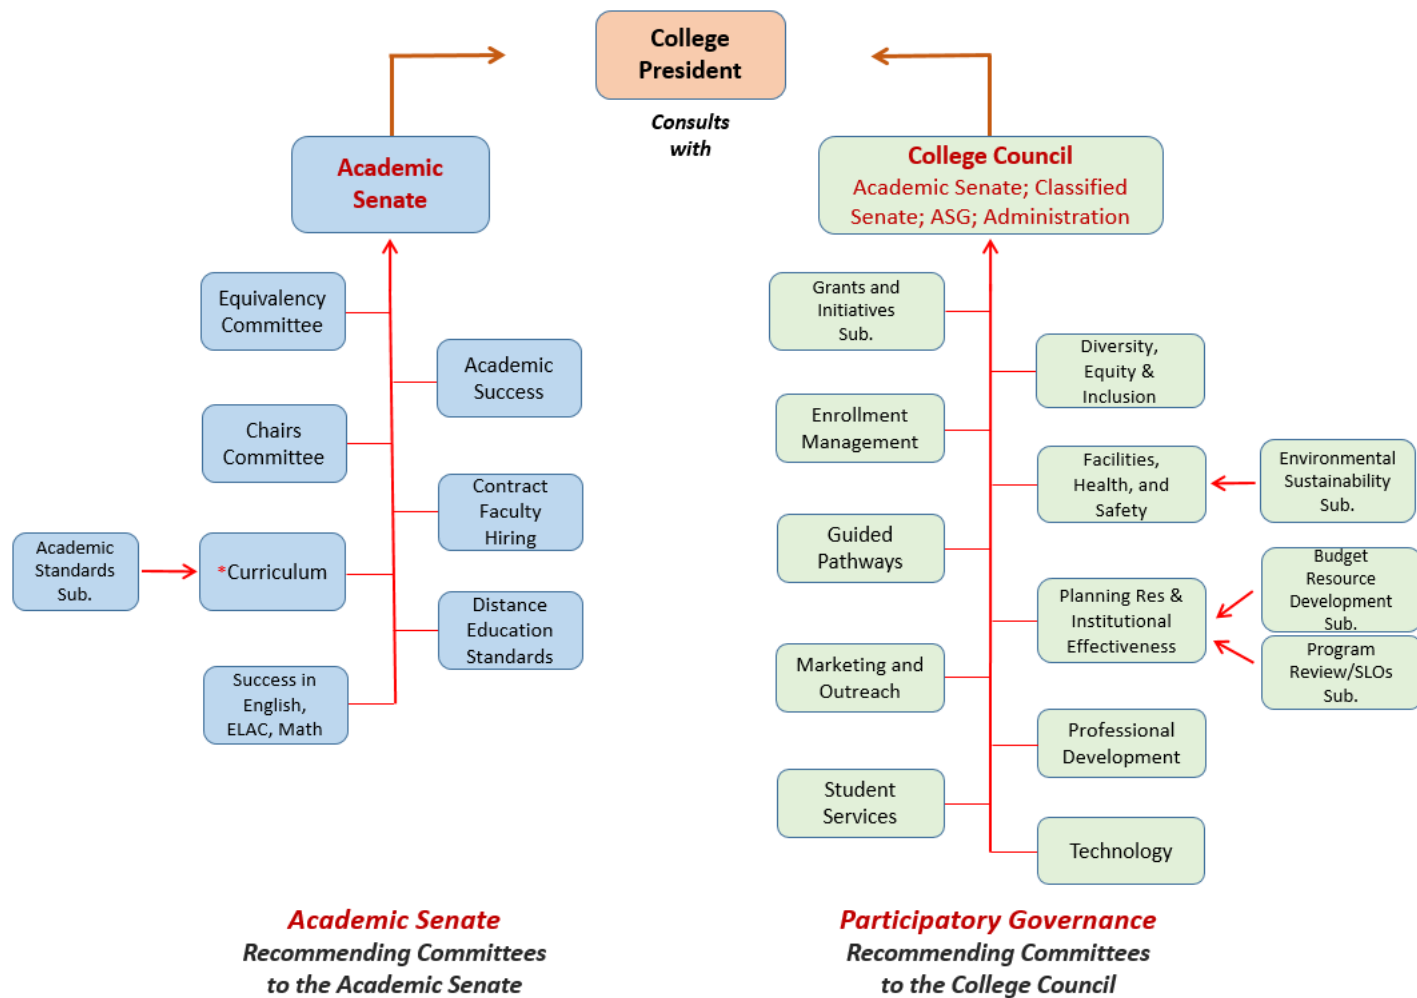 College
President
Consults
with
Academic
Senate
College Council
Academic Senate; Classified
Senate; ASG; Administration
Equivalency
Committee
Academic
Success
Chairs
Committee
Contract
Faculty
Hiring
Academic
Standards
Sub.
*Curriculum
Distance
Education
Standards
Success in
English,
ELAC, Math
Grants and
Initiatives
Sub.
Diversity,
Equity &
Inclusion
Enrollment
Management
Facilities,
Health, and
Safety
Environmental
Sustainability
Sub.
Guided
Pathways
Planning Res &
Institutional
Effectiveness
Budget
Resource
Development
Sub.
Program
Review/SLOs
Sub.
Marketing and
Outreach
Professional
Development
Student
Services
Technology
Academic Senate
Recommending Committees
to the Academic Senate
Participatory Governance
Recommending Committees
to the College Council